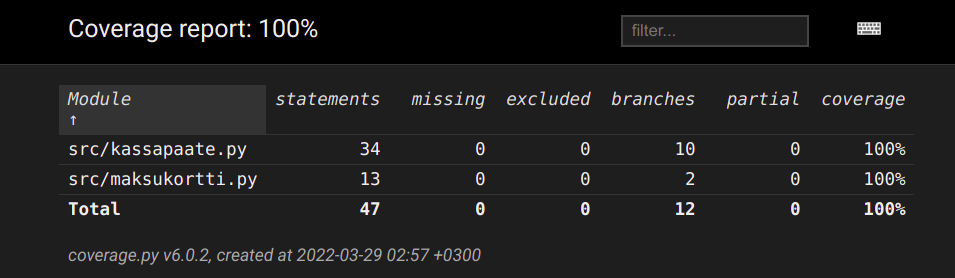 Coverage report: 100%
filter...
Module statements missing excluded branches partial coverage
↑
src/kassapaate.py 34 0 0 10 0 100%
src/maksukortti.py 13 0 0 2 0 100%
Total 47 0 0 12 0 100%
coverage.py v6.0.2, created at 2022-03-29 02:57 +0300